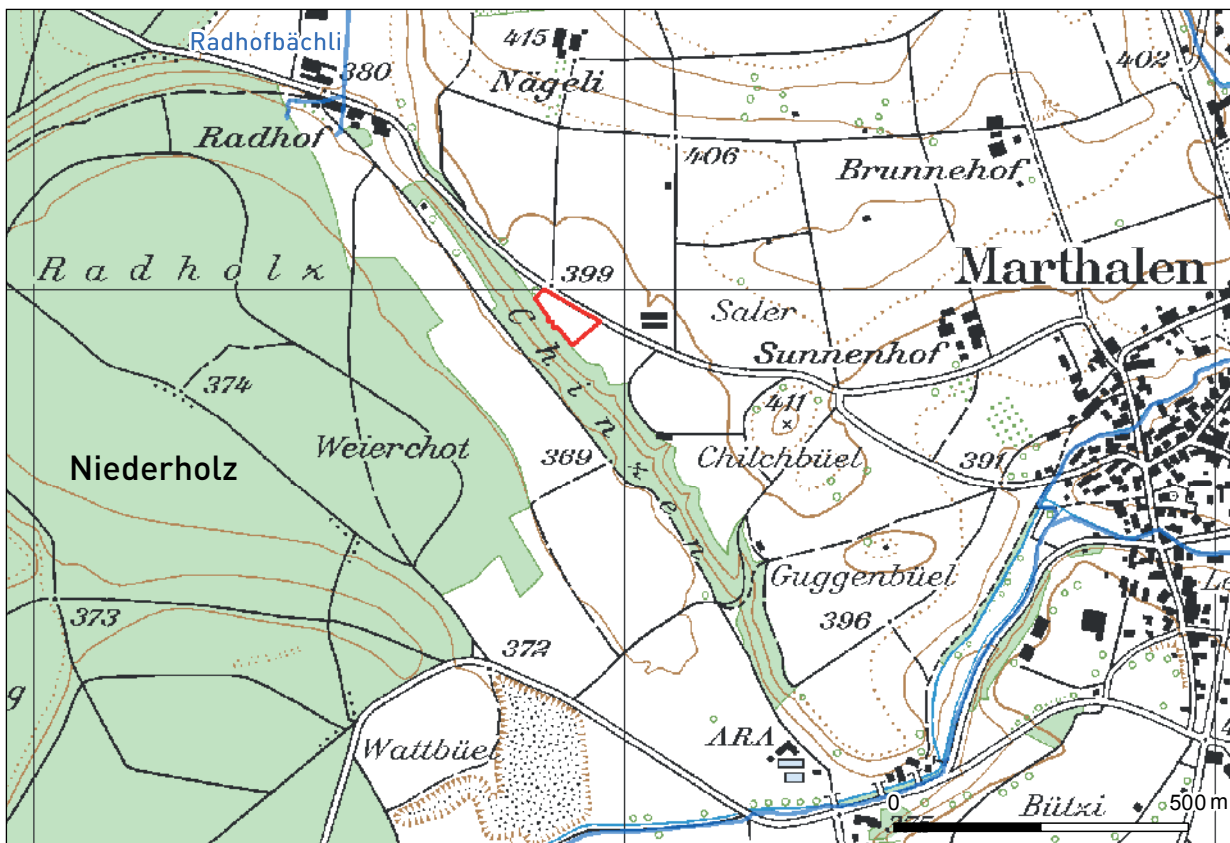 Radhofbächli
415
380
Nägeli
402
Radhof
406
Brunnehof
Radholz
399
Marthalen
Saler
Chinzen
Sunnenhof
374
411
Niederholz
Weierchot
369
Chilchbüel
391
Guggenbüel
373
396
372
g
Wattbüel
ARA
0
500 m
Bützi